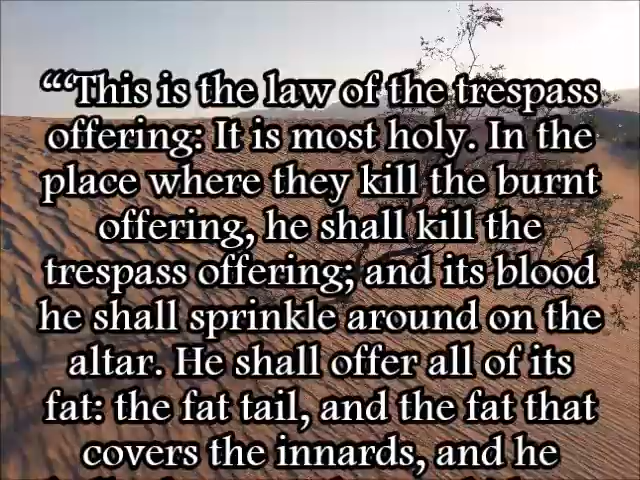 “‘This is the law of the trespass
offering: It is most holy. In the
place where they kill the burnt
offering, he shall kill the
trespass offering; and its blood
he shall sprinkle around on the
altar. He shall offer all of its
fat: the fat tail, and the fat that
covers the innards, and he